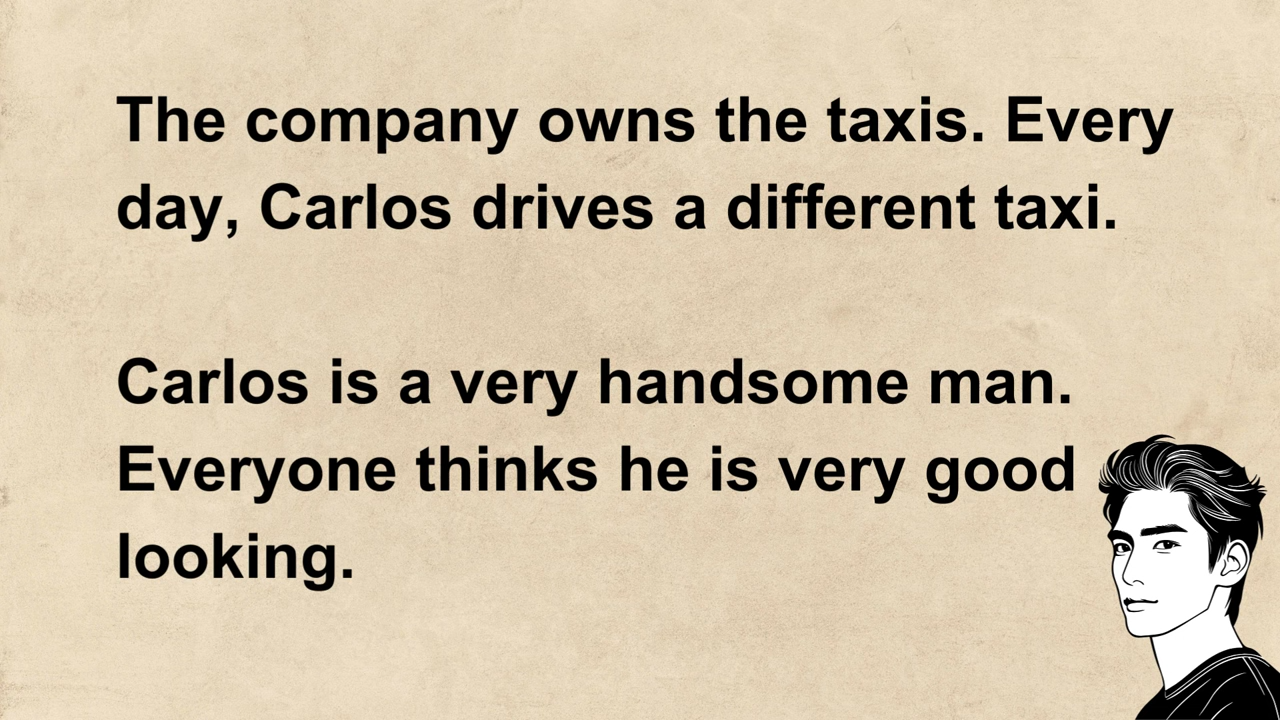 The company owns the taxis. Every
day, Carlos drives a different taxi.
Carlos is a very handsome man.
Everyone thinks he is very good
looking.